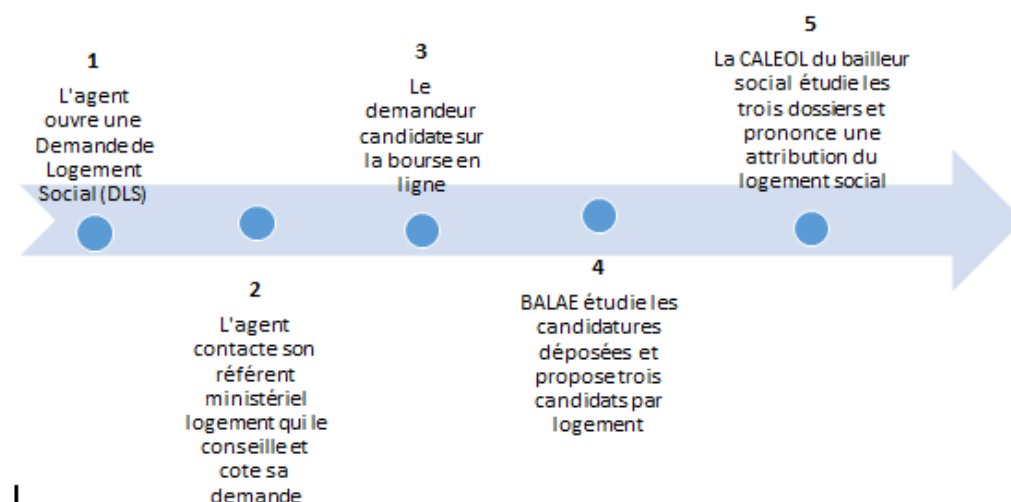 1
L'agent
ouvre une
Demande de
Logement
Social (DLS)
2
L'agent
contacte son
référent
ministériel
logement qui le
conseille et
cote sa
demande
3
Le
demandeur
candidate sur
la bourse en
ligne
4
BALAE étudie les
candidatures
déposées et
propose trois
candidats par
logement
5
La CALEOL du bailleur
social étudie les
trois dossiers et
prononce une
attribution du
logement social